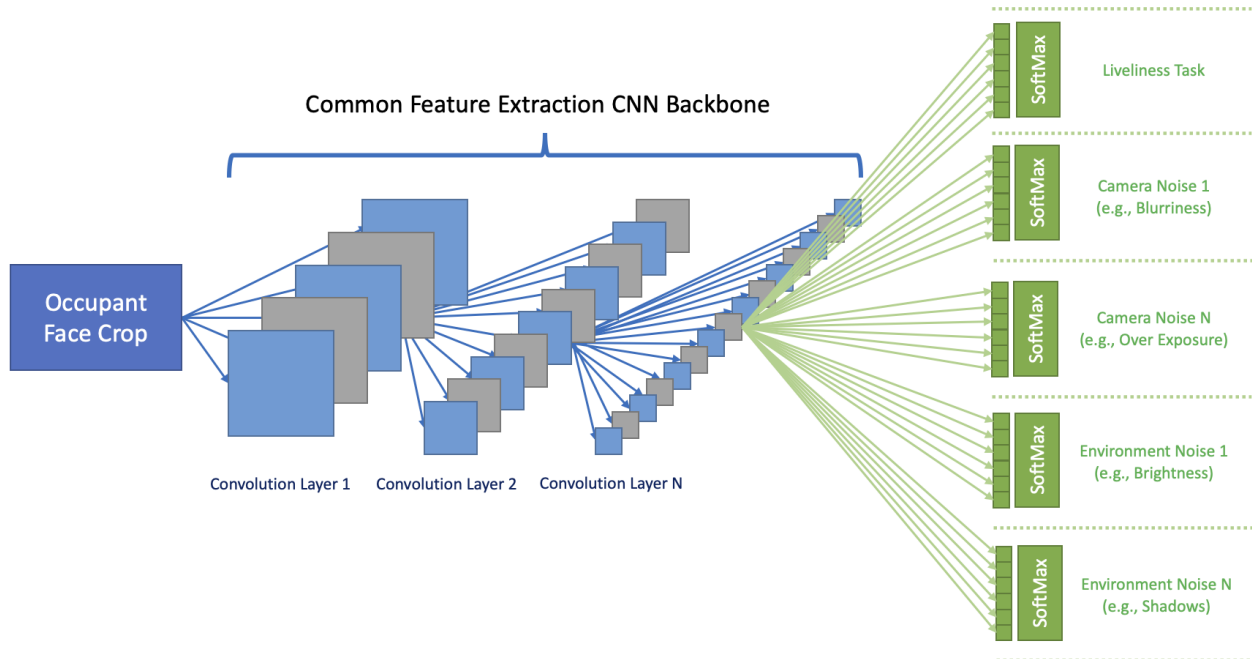 Common Feature Extraction CNN Backbone
Occupant
Face Crop
Convolution Layer 1
Convolution Layer 2
Convolution Layer N
SoftMax
Liveliness Task
SoftMax
Camera Noise 1
(e.g., Blurriness)
SoftMax
Camera Noise N
(e.g., Over Exposure)
SoftMax
Environment Noise 1
(e.g., Brightness)
SoftMax
Environment Noise N
(e.g., Shadows)